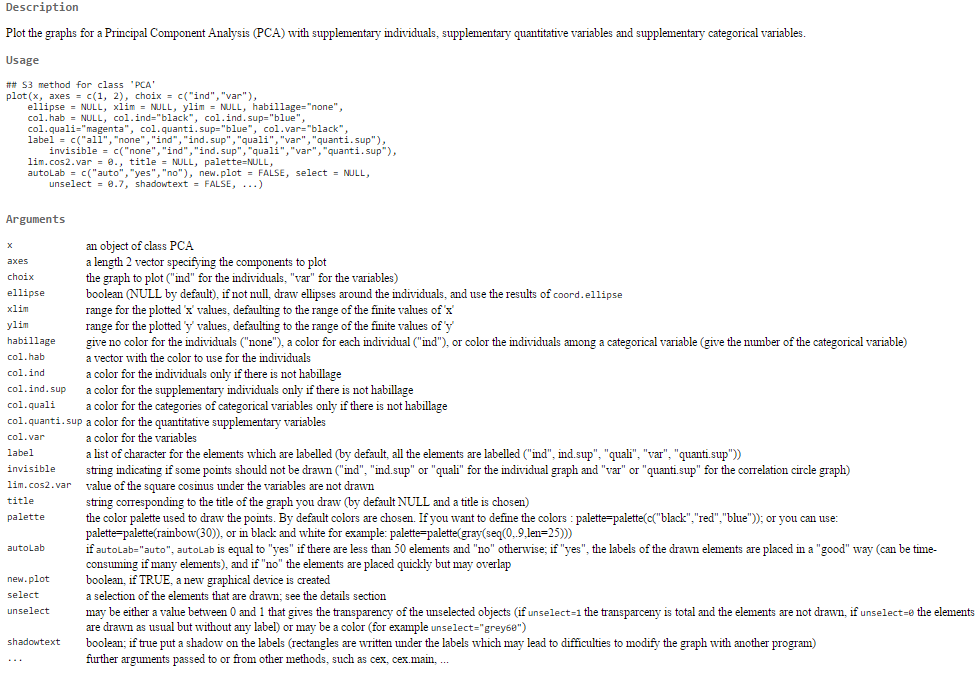 Description
Plot the graphs for a Principal Component Analysis (PCA) with supplementary individuals, supplementary quantitative variables and supplementary categorical variables.
Usage
## S3 method for class 'PCA'
plot(x, axes = c(1, 2), choix = c("ind","var"),
ellipse = NULL, xlim = NULL, ylim = NULL, habillage="none",
col.hab = NULL, col.ind="black", col.ind.sup="blue",
col.quali="magenta", col.quanti.sup="blue", col.var="black",
label = c("all","none","ind","ind.sup","quali","var","quanti.sup"),
invisible = c("none","ind","ind.sup","quali","var","quanti.sup"),
lim.cos2.var = 0., title = NULL, palette=NULL,
autoLab = c("auto","yes","no"), new.plot = FALSE, select = NULL,
unselect = 0.7, shadowtext = FALSE, ...)
Arguments
x an object of class PCA
axes a length 2 vector specifying the components to plot
choix the graph to plot ("ind" for the individuals, "var" for the variables)
ellipse boolean (NULL by default), if not null, draw ellipses around the individuals, and use the results of coord.ellipse
xlim range for the plotted 'x' values, defaulting to the range of the finite values of 'x'
ylim range for the plotted 'y' values, defaulting to the range of the finite values of 'y'
habillage give no color for the individuals ("none"), a color for each individual ("ind"), or color the individuals among a categorical variable (give the number of the categorical variable)
col.hab a vector with the color to use for the individuals
col.ind a color for the individuals only if there is not habillage
col.ind.sup a color for the supplementary individuals only if there is not habillage
col.quali a color for the categories of categorical variables only if there is not habillage
col.quanti.sup a color for the quantitative supplementary variables
col.var a color for the variables
label a list of character for the elements which are labelled (by default, all the elements are labelled ("ind", ind.sup", "quali", "var", "quanti.sup"))
invisible string indicating if some points should not be drawn ("ind", "ind.sup" or "quali" for the individual graph and "var" or "quanti.sup" for the correlation circle graph)
lim.cos2.var value of the square cosinus under the variables are not drawn
title string corresponding to the title of the graph you draw (by default NULL and a title is chosen)
palette the color palette used to draw the points. By default colors are chosen. If you want to define the colors : palette=palette(c("black","red","blue")); or you can use:
palette=palette(rainbow(30)), or in black and white for example: palette=palette(gray(seq(0,.9,len=25)))
autoLab if autoLab="auto", autoLab is equal to "yes" if there are less than 50 elements and "no" otherwise; if "yes", the labels of the drawn elements are placed in a "good" way (can be time-
consuming if many elements), and if "no" the elements are placed quickly but may overlap
new.plot boolean, if TRUE, a new graphical device is created
select a selection of the elements that are drawn; see the details section
unselect may be either a value between 0 and 1 that gives the transparency of the unselected objects (if unselect=1 the transparceny is total and the elements are not drawn, if unselect=0 the elements
are drawn as usual but without any label) or may be a color (for example unselect="grey60")
shadowtext boolean; if true put a shadow on the labels (rectangles are written under the labels which may lead to difficulties to modify the graph with another program)
... further arguments passed to or from other methods, such as cex, cex.main, ...